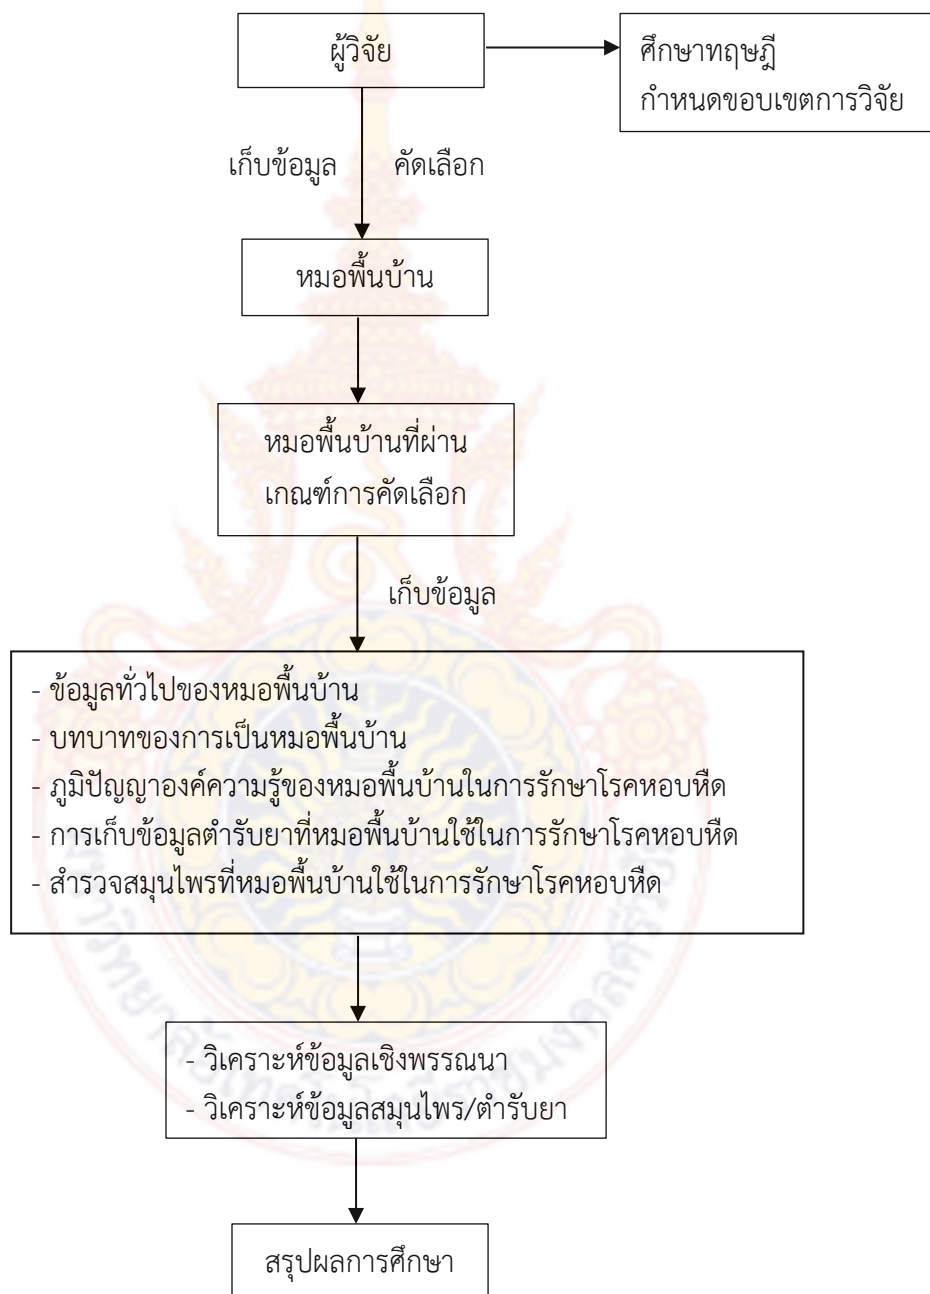 ผู้วิจัย
ศึกษาทฤษฎี
กำหนดขอบเขตการวิจัย
เก็บข้อมูล คัดเลือก
หมอพื้นบ้าน
หมอพื้นบ้านที่ผ่าน
เกณฑ์การคัดเลือก
เก็บข้อมูล
- ข้อมูลทั่วไปของหมอพื้นบ้าน
- บทบาทของการเป็นหมอพื้นบ้าน
- ภูมิปัญญาองค์ความรู้ของหมอพื้นบ้านในการรักษาโรคหอบหืด
- การเก็บข้อมูลตำรับยาที่หมอพื้นบ้านใช้ในการรักษาโรคหอบหืด
- สำรวจสมุนไพรที่หมอพื้นบ้านใช้ในการรักษาโรคหอบหืด
- วิเคราะห์ข้อมูลเชิงพรรณนา
- วิเคราะห์ข้อมูลสมุนไพร/ตำรับยา
สรุปผลการศึกษา